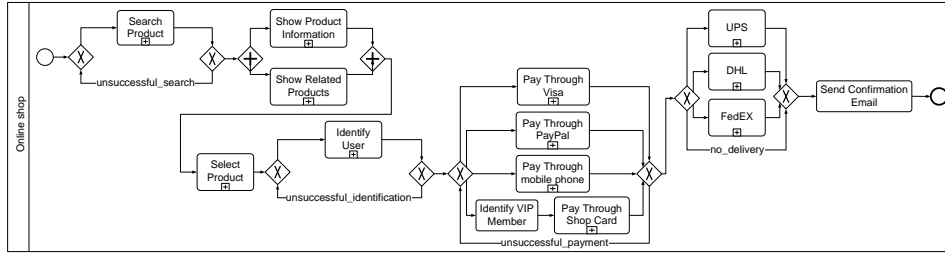 Online shop
Search
Product
unsuccessful_search
Show Product
Information
Show Related
Products
Select
Product
Identify
User
unsuccessful_identification
Pay Through
Visa
Pay Through
PayPal
Pay Through
mobile phone
Identify VIP
Member
Pay Through
Shop Card
unsuccessful_payment
UPS
DHL
FedEX
no_delivery
Send Confirmation
Email